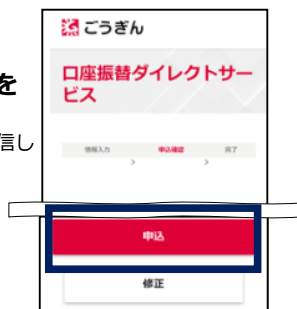 ごうぎん
口座振替ダイレクトサー
ビス
を
信し
情報入力 > 申込確認 > 完了
申込
修正